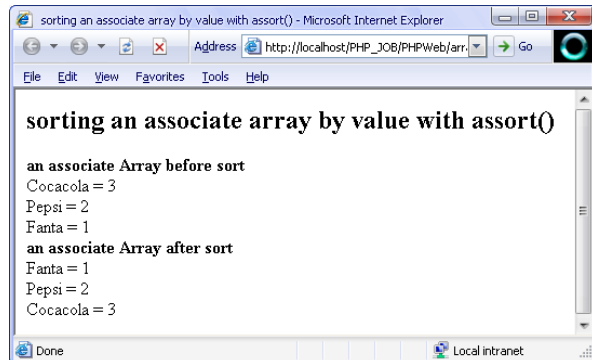 sorting an associate array by value with assort() - Microsoft Internet Explorer
Address http://localhost/PHP_JOB/PHPWeb/arr. Go
File Edit View Favorites Tools Help
sorting an associate array by value with assort()
an associate Array before sort
Cocacola = 3
Pepsi = 2
Fanta = 1
an associate Array after sort
Fanta = 1
Pepsi = 2
Cocacola = 3
Done Local intranet